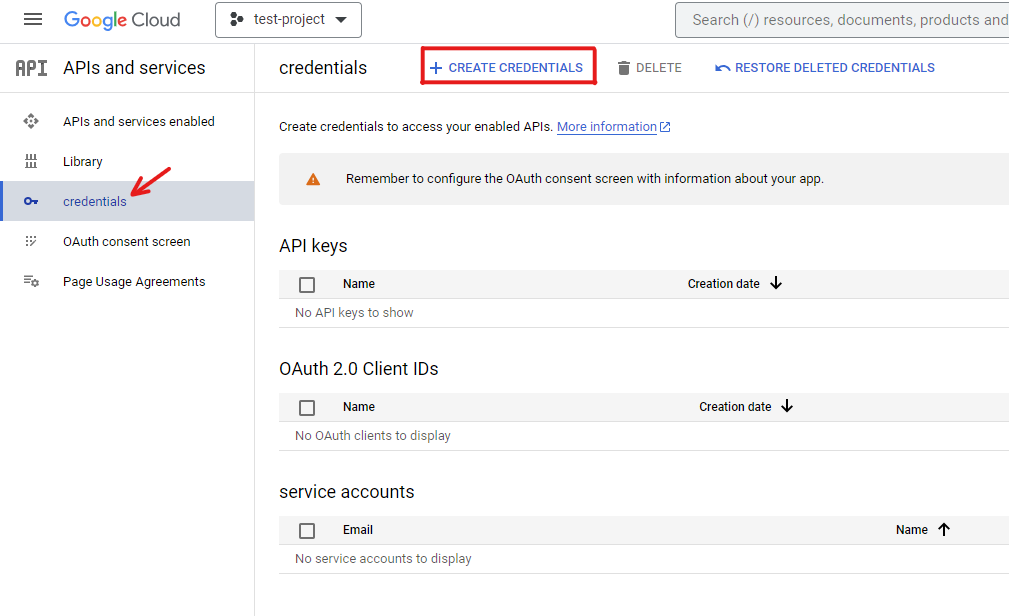 Google Cloud
test-project
Search (/) resources, documents, products and
API
APIs and services
credentials
CREATE CREDENTIALS
DELETE
RESTORE DELETED CREDENTIALS
APIs and services enabled
Library
credentials
OAuth consent screen
Page Usage Agreements
Create credentials to access your enabled APIs. More information
Remember to configure the OAuth consent screen with information about your app.
API keys
Name Creation date
No API keys to show
OAuth 2.0 Client IDs
Name Creation date
No OAuth clients to display
service accounts
Email Name
No service accounts to display